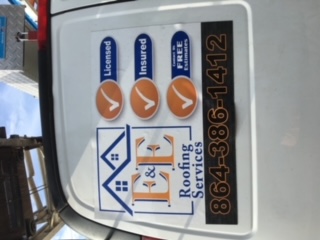 Licensed
Insured
FREE
Estimates
E&E
Roofing
Services
864-386-1412